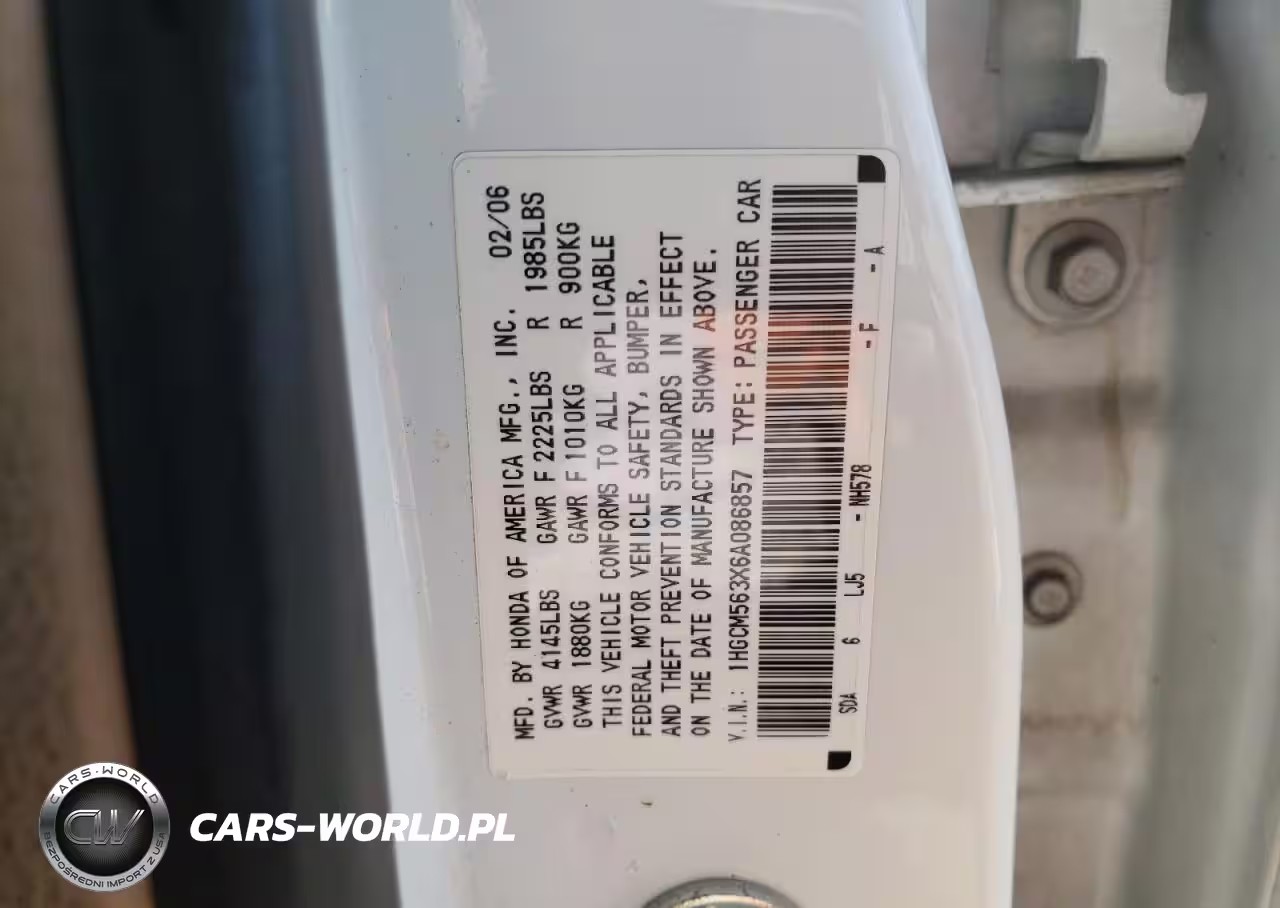 MFD. BY HONDA OF AMERICA MFG., INC. 02/06
GVWR 4145LBS GAWR F 2225LBS R 1985LBS
GVWR 1880KG GAWR F 1010KG R 900KG
THIS VEHICLE CONFORMS TO ALL APPLICABLE
FEDERAL MOTOR VEHICLE SAFETY, BUMPER,
AND THEFT PREVENTION STANDARDS IN EFFECT
ON THE DATE OF MANUFACTURE SHOWN ABOVE.
V.I.N.: 1HGCM563X6A086857 TYPE: PASSENGER CAR
SDA 6 LJ5 - NH578 - F - A
CARS-WORLD
CW
BEZPOŚREDNI IMPORT Z USA
CARS-WORLD.PL